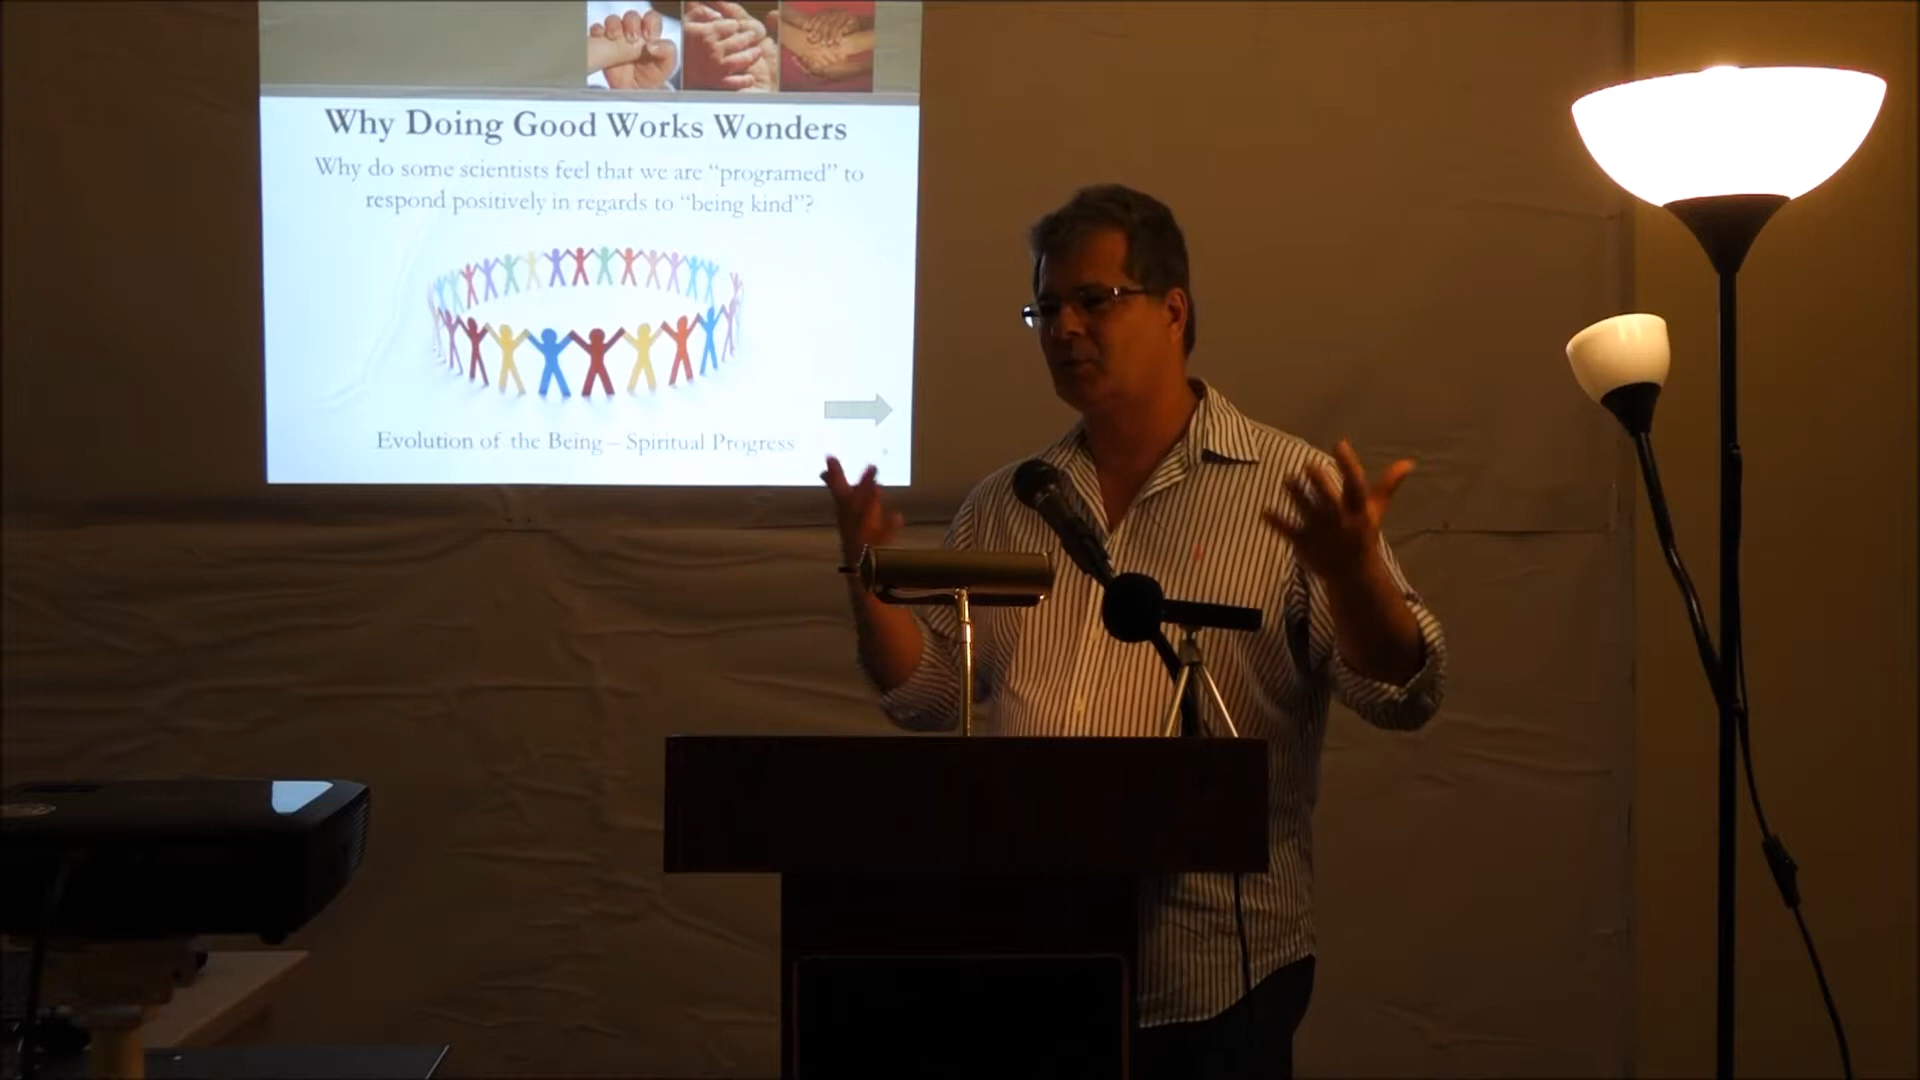 Why Doing Good Works Wonders
Why do some scientists feel that we are “programed” to
respond positively in regards to “being kind”?
Evolution of the Being – Spiritual Progress